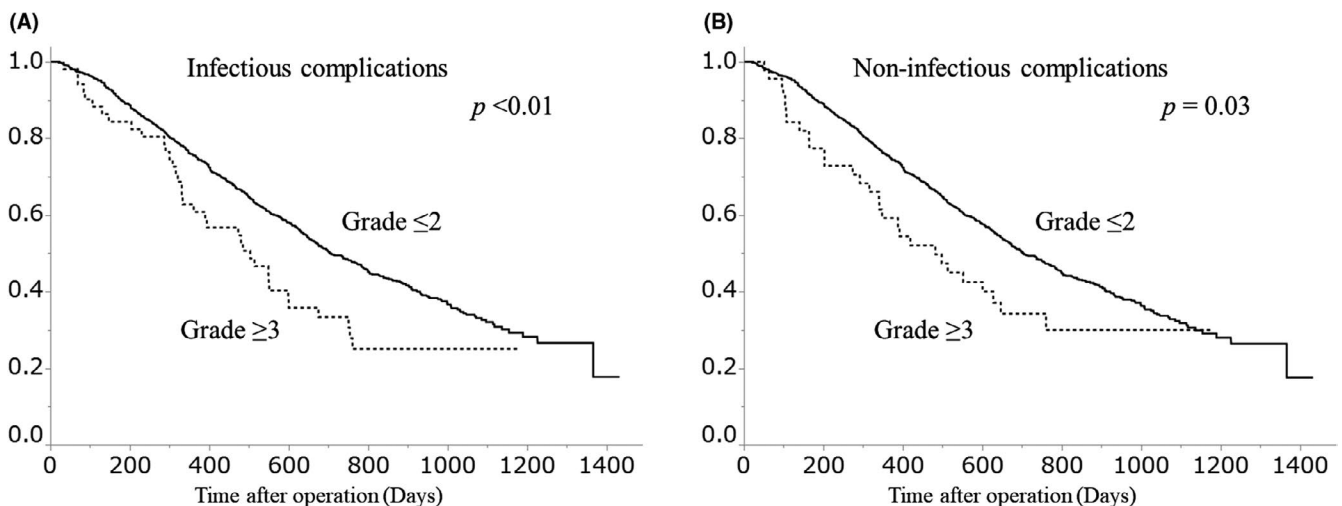 (A)
Infectious complications
p <0.01
1.0
0.8
0.6
0.4
0.2
0.0
Grade ≤2
Grade ≥3
0 200 400 600 800 1000 1200 1400
Time after operation (Days)
(B)
Non-infectious complications
p = 0.03
1.0
0.8
0.6
0.4
0.2
0.0
Grade ≤2
Grade ≥3
0 200 400 600 800 1000 1200 1400
Time after operation (Days)